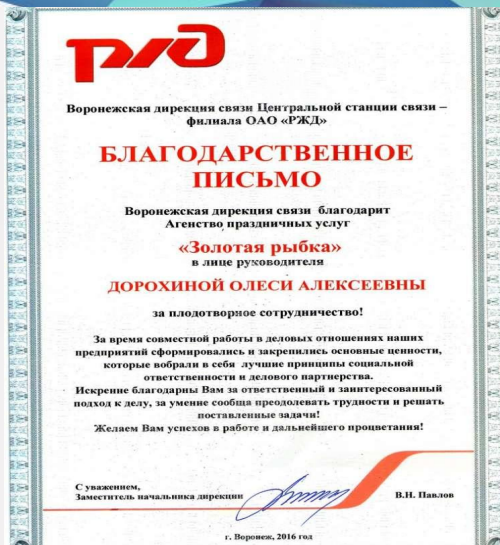 РЖД
Воронежская дирекция связи Центральной станции связи –
филиала ОАО «РЖД»
БЛАГОДАРСТВЕННОЕ
ПИСЬМО
Воронежская дирекция связи благодарит
Агенство праздничных услуг
«Золотая рыбка»
в лице руководителя
ДОРОХИНОЙ ОЛЕСИ АЛЕКСЕЕВНЫ
за плодотворное сотрудничество!
За время совместной работы в деловых отношениях наших
предприятий сформировались и закрепились основные ценности,
которые вобрали в себя лучшие принципы социальной
ответственности и делового партнерства.
Искренне благодарны Вам за ответственный и заинтересованный
подход к делу, за умение сообща преодолевать трудности и решать
поставленные задачи!
Желаем Вам успехов в работе и дальнейшего процветания!
С уважением,
Заместитель начальника дирекции В.Н. Павлов
г. Воронеж, 2016 год